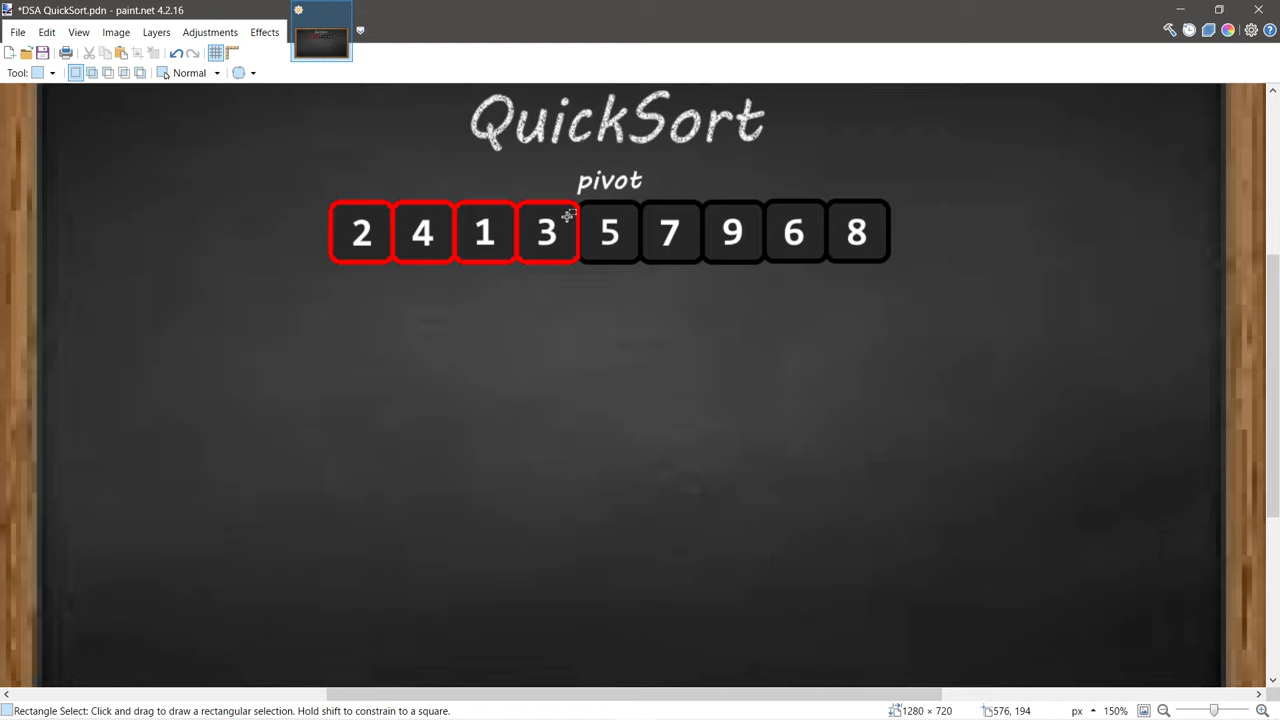 *DSA QuickSort.pdn - paint.net 4.2.16
File Edit View Image Layers Adjustments Effects
Tool: Normal
QuickSort
pivot
2 4 1 3 5 7 9 6 8
Rectangle Select: Click and drag to draw a rectangular selection. Hold shift to constrain to a square. 1280 × 720 576, 194 px 150%